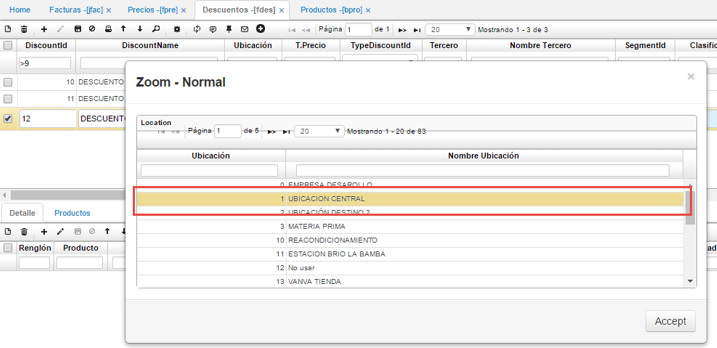 Home Facturas -[jfac] × Precios -[fpre] × Descuentos -[fdes] × Productos -[bpro] ×
Página 1 de 1 20 Mostrando 1 - 3 de 3
DiscountId DiscountName Ubicación T.Precio TypeDiscountId Tercero Nombre Tercero SegmentId Clasifi
>9
10 DESCUENTO
11 DESCUENTO
12 DESCUENTO
Zoom - Normal ×
Location
Página 1 de 5 20 Mostrando 1 - 20 de 83
Ubicación Nombre Ubicación
0 EMPRESA DESAROLLO
1 UBICACION CENTRAL
2 UBICACIÓN DESTINO 2
3 MATERIA PRIMA
10 REACONDICIONAMIENTO
11 ESTACION BRIO LA BAMBA
12 No usar
13 VANVA TIENDA
Accept
Detalle Productos
Renglón Producto